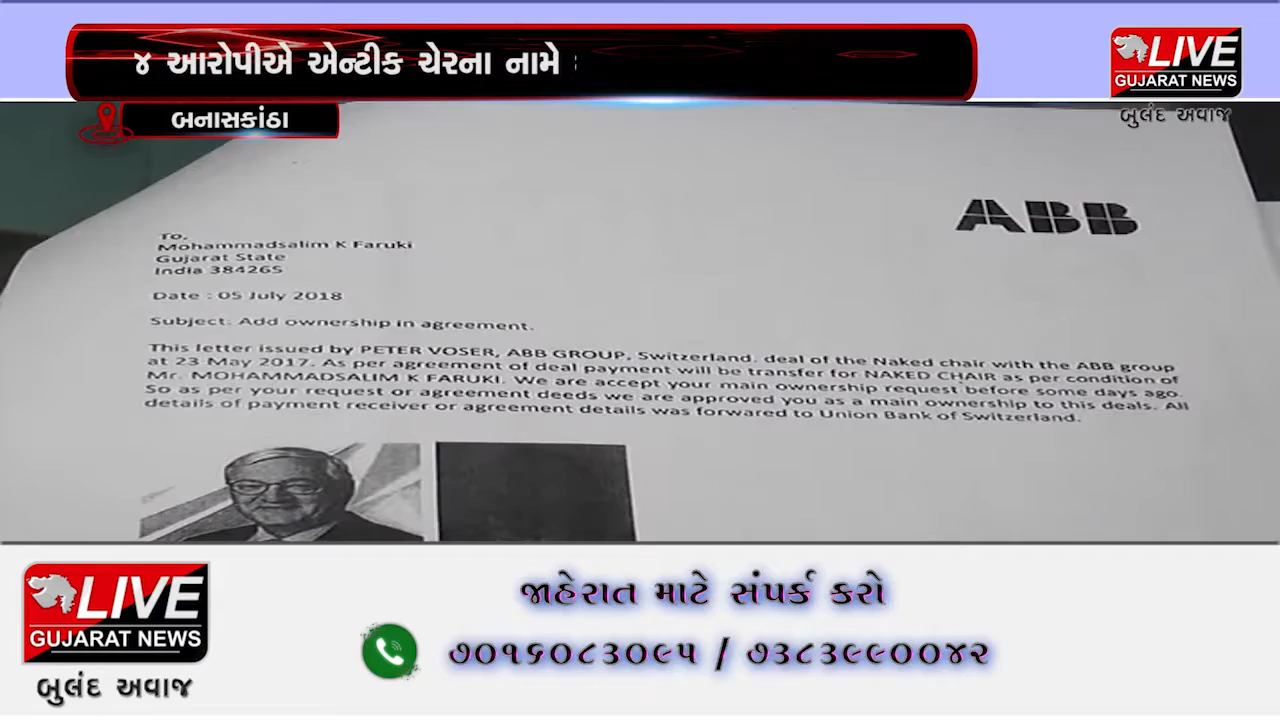 ૪ આરોપીએ એન્ટીક ચેરના નામે
LIVE
GUJARAT NEWS
બુલંદ અવાજ
બનાસકાંઠા
ABB
To,
Mohammadsalim K Faruki
Gujarat State
India 384265
Date : 05 July 2018
Subject. Add ownership in agreement.
This letter issued by PETER VOSER, ABB GROUP, Switzerland. deal of the Naked chair with the ABB group
at 23 May 2017. As per agreement of deal payment will be transfer for NAKED CHAIR as per condition of
Mr. MOHAMMADSALIM K FARUKI. We are accept your main ownership request before some days ago.
So as per your request or agreement deeds we are approved you as a main ownership to this deals. All
details of payment receiver or agreement details was forwared to Union Bank of Switzerland.
LIVE
GUJARAT NEWS
બુલંદ અવાજ
જાહેરાત માટે સંપર્ક કરો
૭૦૧૬૦૮૩૦૯૫ / ૭૩૮૩૯૯૦૦૪૨